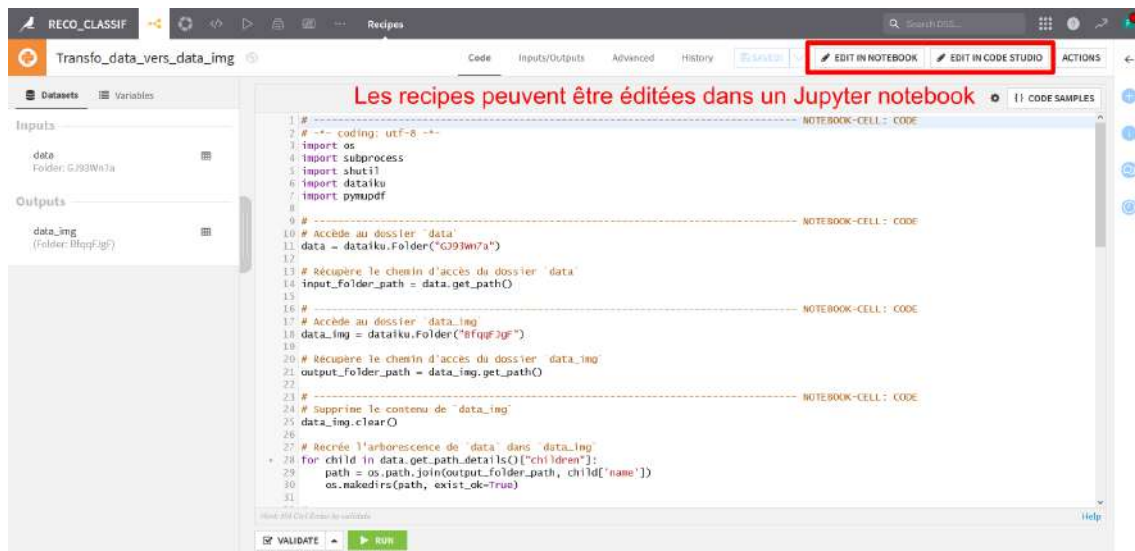 RECO_CLASSIF
Recipes
Search DSS...
Transfo_data_vers_data_img
Code
Inputs/Outputs
Advanced
History
EDIT IN NOTEBOOK
EDIT IN CODE STUDIO
ACTIONS
Datasets
Variables
Les recipes peuvent être éditées dans un Jupyter notebook
{} CODE SAMPLES
Inputs
data
Outputs
data_img
1 # ---------------------------------------- NOTEBOOK-CELL: CODE
2 # -*- coding: utf-8 -*-
3 import os
4 import subprocess
5 import shutil
6 import dataiku
7 import pymupdf
8
9 # ---------------------------------------- NOTEBOOK-CELL: CODE
10 # Accède au dossier `data`
11 data = dataiku.Folder("GJ93Wn7a")
12
13 # Récupère le chemin d'accès du dossier `data`
14 input_folder_path = data.get_path()
15
16 # ---------------------------------------- NOTEBOOK-CELL: CODE
17 # Accède au dossier `data_img`
18 data_img = dataiku.Folder("BfqqFJgF")
19
20 # Récupère le chemin d'accès du dossier `data_img`
21 output_folder_path = data_img.get_path()
22
23 # ---------------------------------------- NOTEBOOK-CELL: CODE
24 # Supprime le contenu de `data_img`
25 data_img.clear()
26
27 # Recrée l'arborescence de `data` dans `data_img`
28 for child in data.get_path_details()["children"]:
29 path = os.path.join(output_folder_path, child['name'])
30 os.makedirs(path, exist_ok=True)
31
Help
VALIDATE
RUN